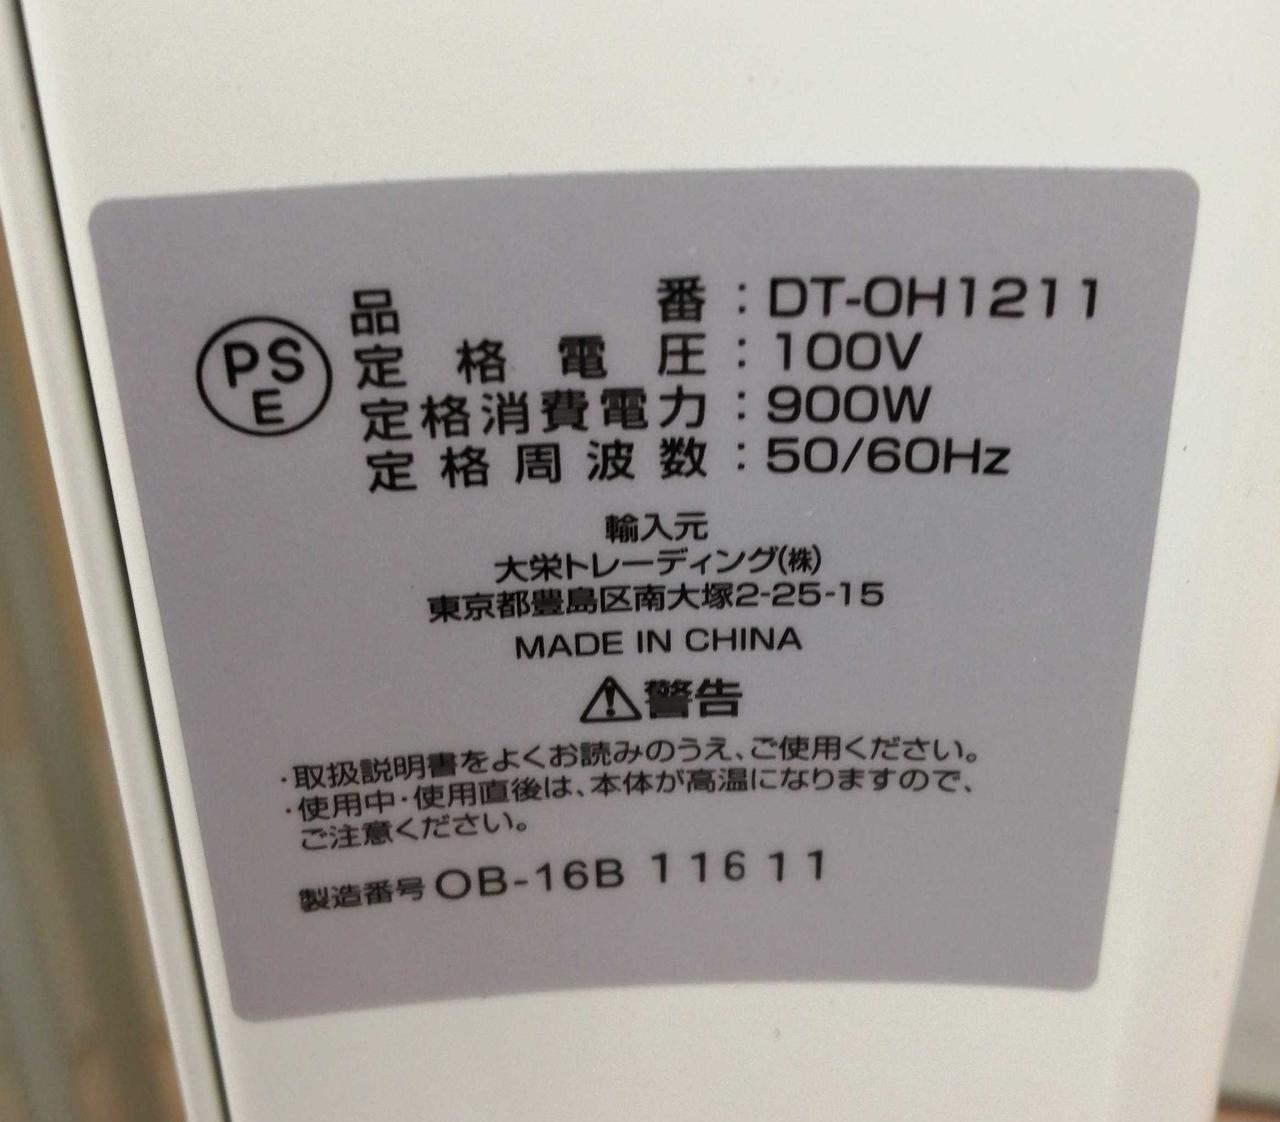 PS
E
品番：DT-OH1211
定格電圧：100V
定格消費電力：900W
定格周波数：50/60Hz
輸入元
大栄トレーディング(株)
東京都豊島区南大塚2-25-15
MADE IN CHINA
警告
・取扱説明書をよくお読みのうえ、ご使用ください。
・使用中・使用直後は、本体が高温になりますので、
ご注意ください。
製造番号 OB-16B 11611